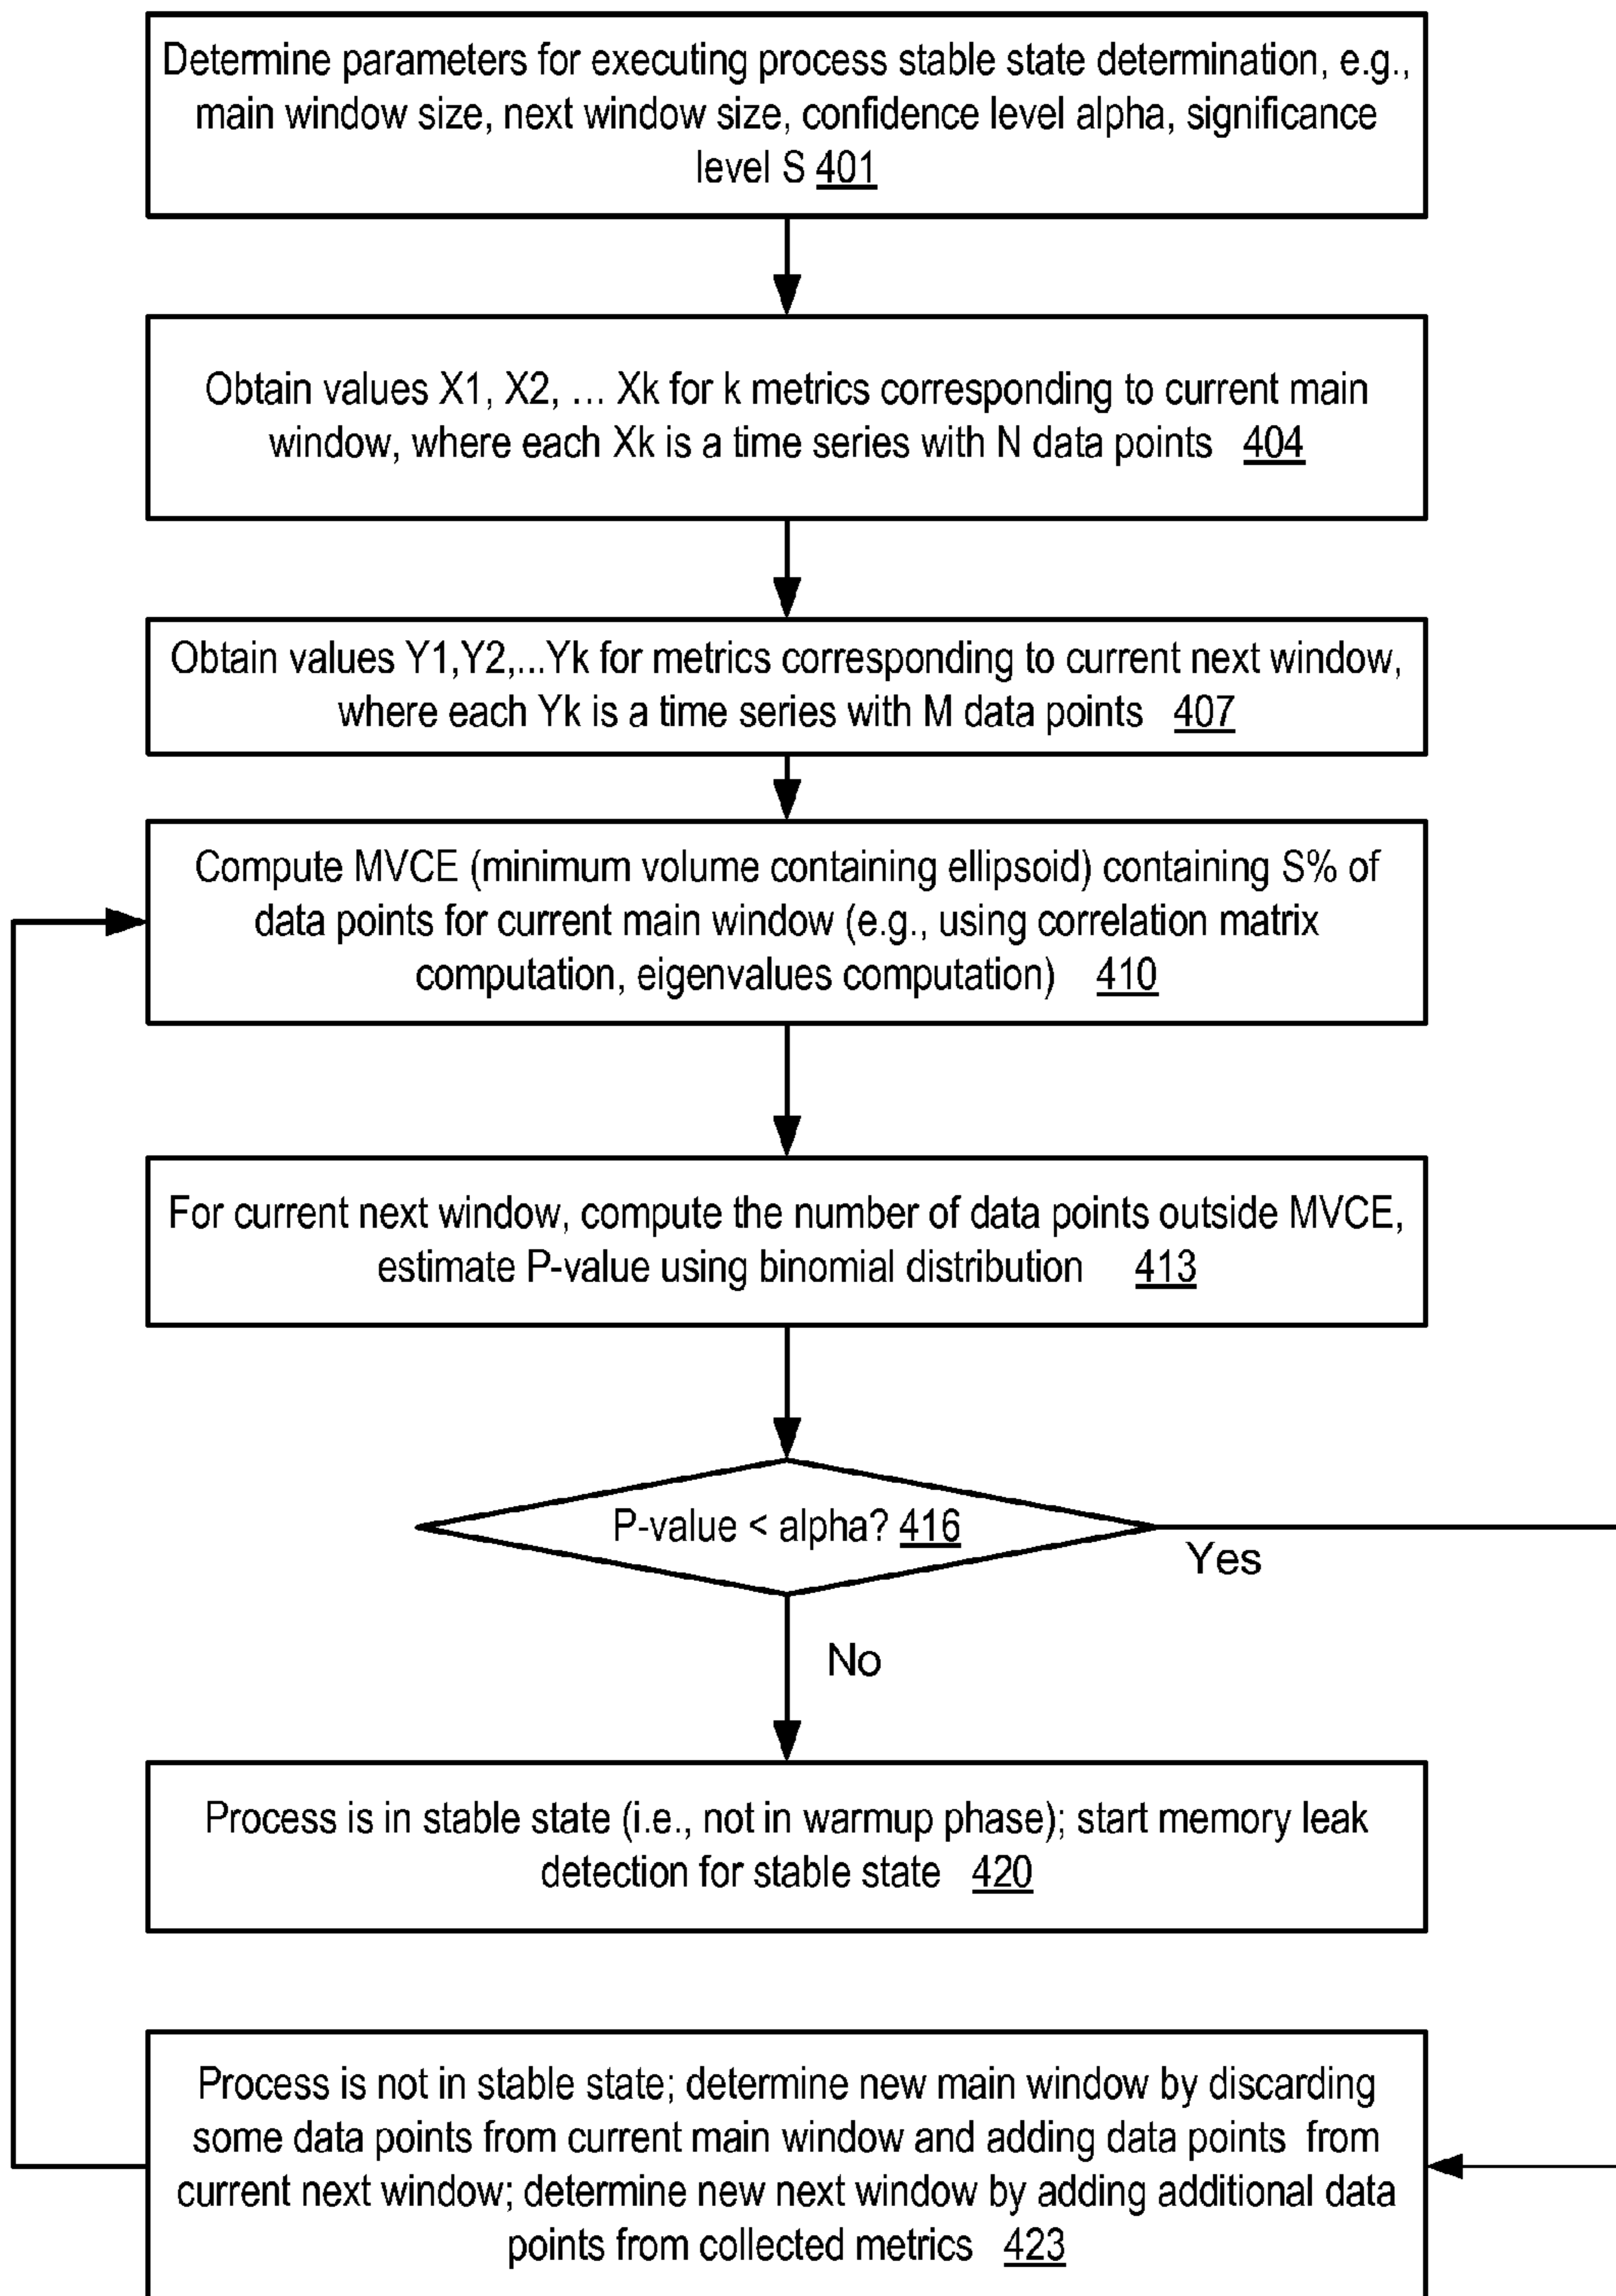 Determine parameters for executing process stable state determination, e.g.,
main window size, next window size, confidence level alpha, significance
level S 401
Obtain values X1, X2, ... Xk for k metrics corresponding to current main
window, where each Xk is a time series with N data points 404
Obtain values Y1,Y2,...Yk for metrics corresponding to current next window,
where each Yk is a time series with M data points 407
Compute MVCE (minimum volume containing ellipsoid) containing S% of
data points for current main window (e.g., using correlation matrix
computation, eigenvalues computation) 410
For current next window, compute the number of data points outside MVCE,
estimate P-value using binomial distribution 413
P-value < alpha? 416
Yes
No
Process is in stable state (i.e., not in warmup phase); start memory leak
detection for stable state 420
Process is not in stable state; determine new main window by discarding
some data points from current main window and adding data points from
current next window; determine new next window by adding additional data
points from collected metrics 423